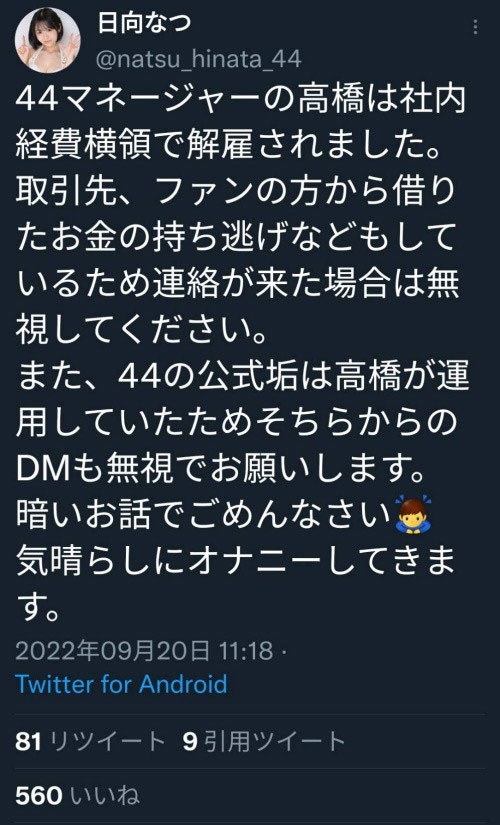 日向なつ
@natsu_hinata_44
44マネージャーの高橋は社内
経費横領で解雇されました。
取引先、ファンの方から借り
たお金の持ち逃げなどもして
いるため連絡が来た場合は無
視してください。
また、44の公式垢は高橋が運
用していたためそちらからの
DMも無視でお願いします。
暗いお話でごめんなさい🙇‍♂️
気晴らしにオナニーしてきま
す。
2022年09月20日 11:18 ·
Twitter for Android
81 リツイート 9 引用ツイート
560 いいね